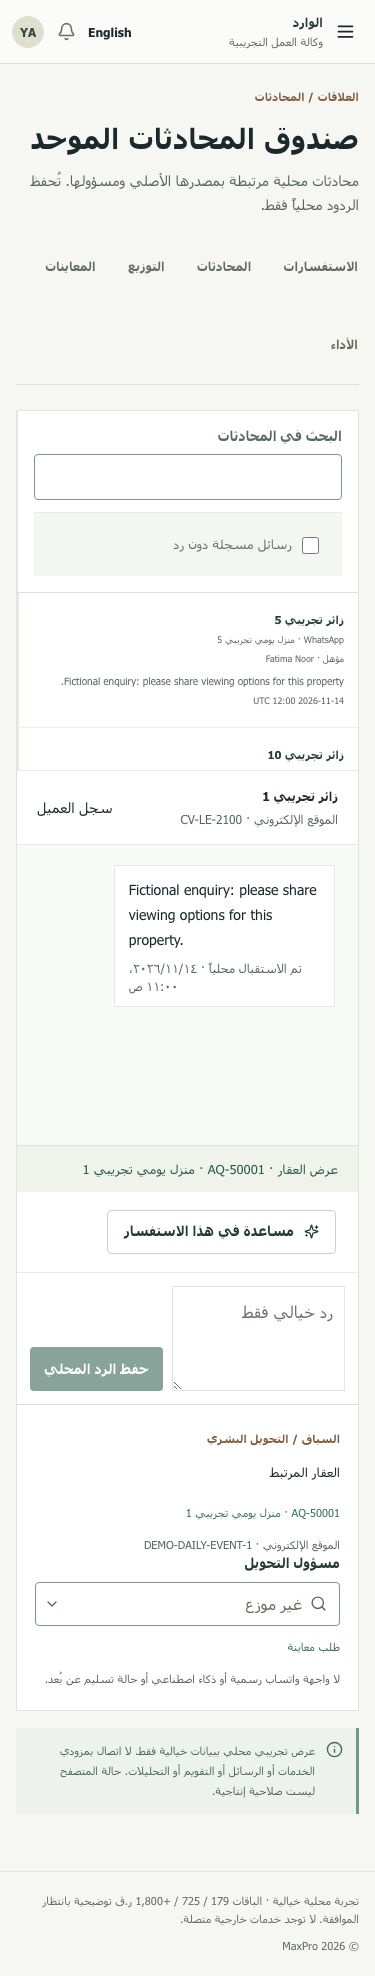 الوارد
وكالة العمل التجريبية
English
YA
العلاقات / المحادثات
صندوق المحادثات الموحد
محادثات محلية مرتبطة بمصدرها الأصلي ومسؤولها. تُحفظ
الردود محلياً فقط.
الاستفسارات
المحادثات
التوزيع
المعاينات
الأداء
البحث في المحادثات
رسائل مسجلة دون رد
زائر تجريبي 5
WhatsApp · منزل يومي تجريبي 5
مؤهل · Fatima Noor
Fictional enquiry: please share viewing options for this property.
2026-11-14 12:00 UTC
زائر تجريبي 10
زائر تجريبي 1
الموقع الإلكتروني · CV-LE-2100
سجل العميل
Fictional enquiry: please share
viewing options for this
property.
تم الاستقبال محلياً · ٢٠٢٦/١١/١٤،
١١:٠٠ ص
عرض العقار · AQ-50001 · منزل يومي تجريبي 1
مساعدة في هذا الاستفسار
رد خيالي فقط
حفظ الرد المحلي
السياق / التحويل البشري
العقار المرتبط
AQ-50001 · منزل يومي تجريبي 1
الموقع الإلكتروني · DEMO-DAILY-EVENT-1
مسؤول التحويل
غير موزع
طلب معاينة
لا واجهة واتساب رسمية أو ذكاء اصطناعي أو حالة تسليم عن بُعد.
عرض تجريبي محلي ببيانات خيالية فقط. لا اتصال بمزودي
الخدمات أو الرسائل أو التقويم أو التحليلات. حالة المتصفح
ليست صلاحية إنتاجية.
تجربة محلية خيالية · الباقات 179 / 725 / +1,800 ر.ق توضيحية بانتظار
الموافقة. لا توجد خدمات خارجية متصلة.
© 2026 MaxPro